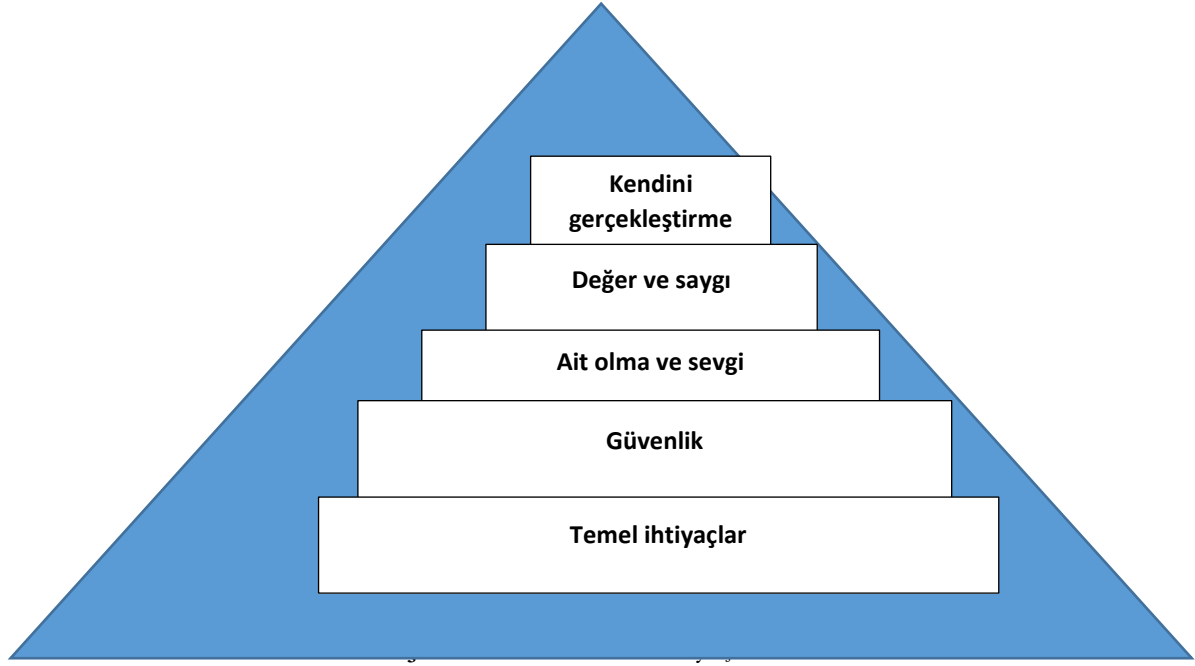 Kendini
gerçekleştirme
Değer ve saygı
Ait olma ve sevgi
Güvenlik
Temel ihtiyaçlar